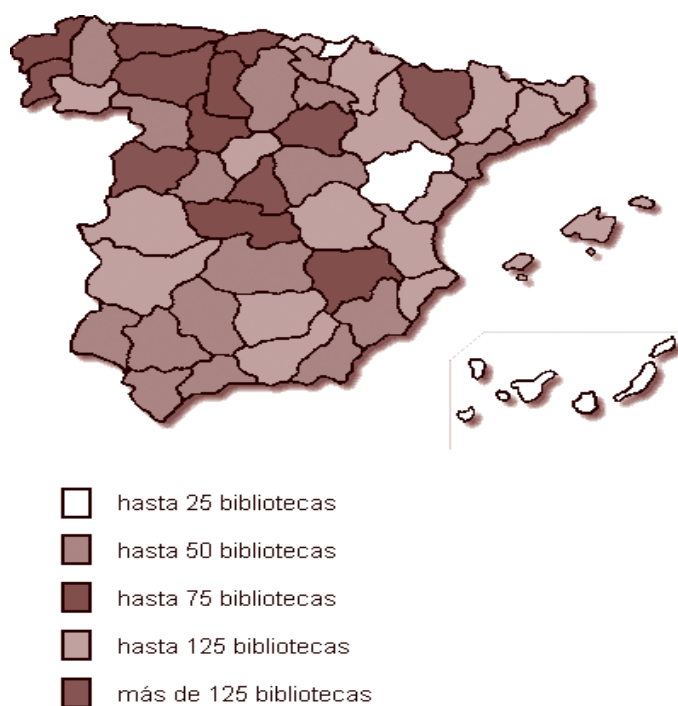 hasta 25 bibliotecas
hasta 50 bibliotecas
hasta 75 bibliotecas
hasta 125 bibliotecas
más de 125 bibliotecas